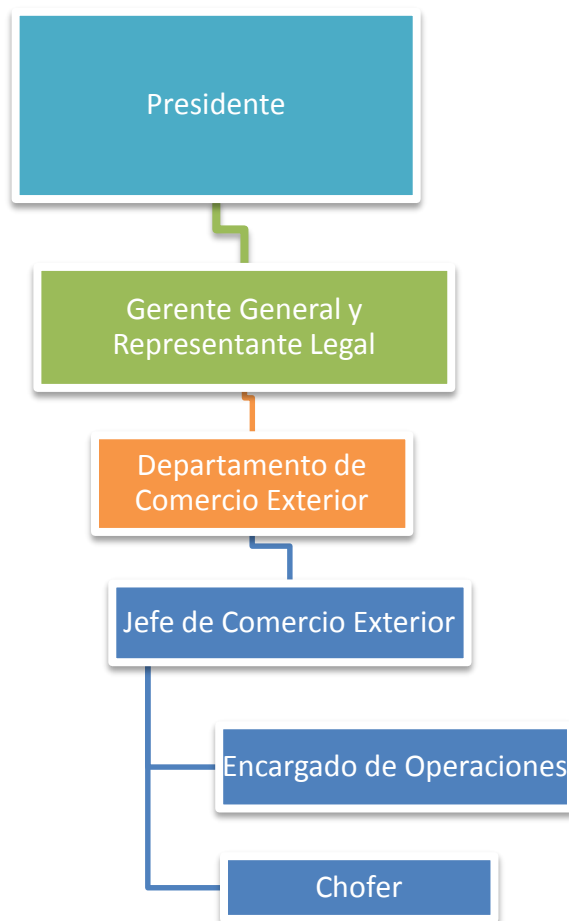 Presidente
Gerente General y
Representante Legal
Departamento de
Comercio Exterior
Jefe de Comercio Exterior
Encargado de Operaciones
Chofer